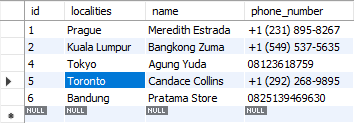 id localities name phone_number
1 Prague Meredith Estrada +1 (231) 895-8267
2 Kuala Lumpur Bangkong Zuma +1 (549) 537-5635
4 Tokyo Agung Yuda 08123618759
5 Toronto Candace Collins +1 (292) 268-9895
6 Bandung Pratama Store 0825139469630
NULL NULL NULL NULL